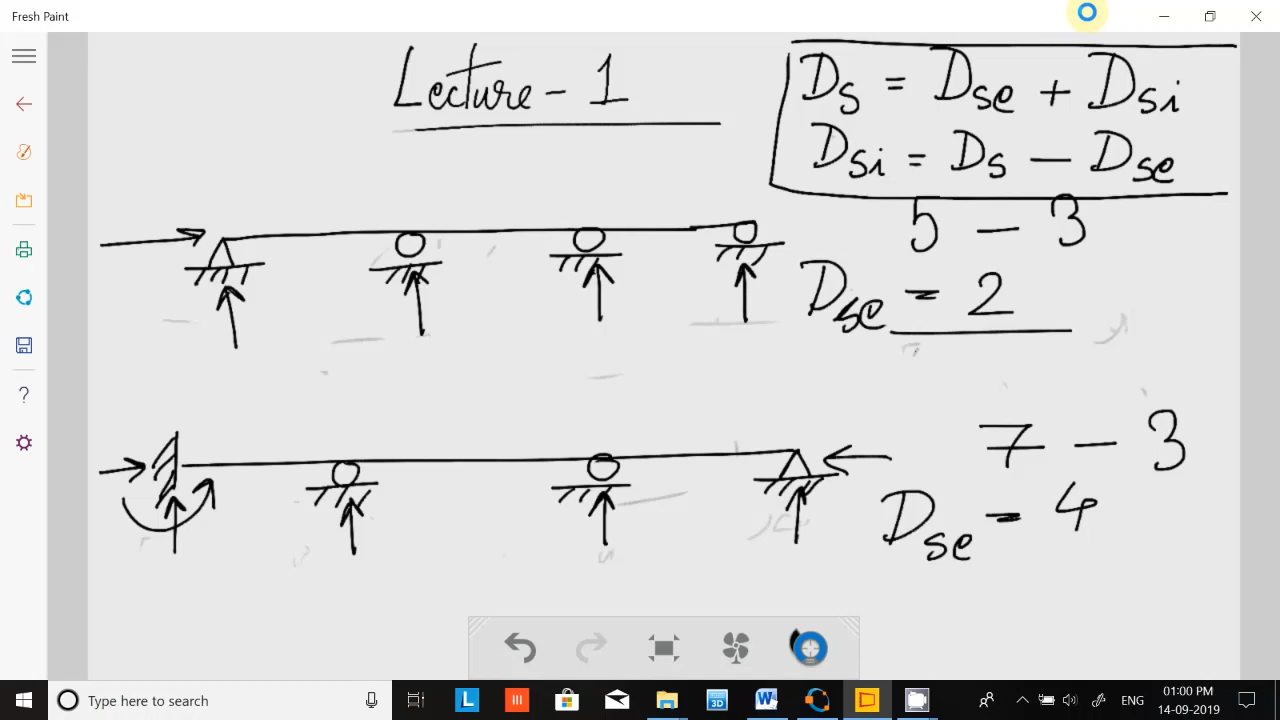 Fresh Paint
Lecture - 1
Ds = Dse + Dsi
Dsi = Ds - Dse
5 - 3
Dse = 2
7 - 3
Dse = 4
Type here to search
ENG
01:00 PM
14-09-2019